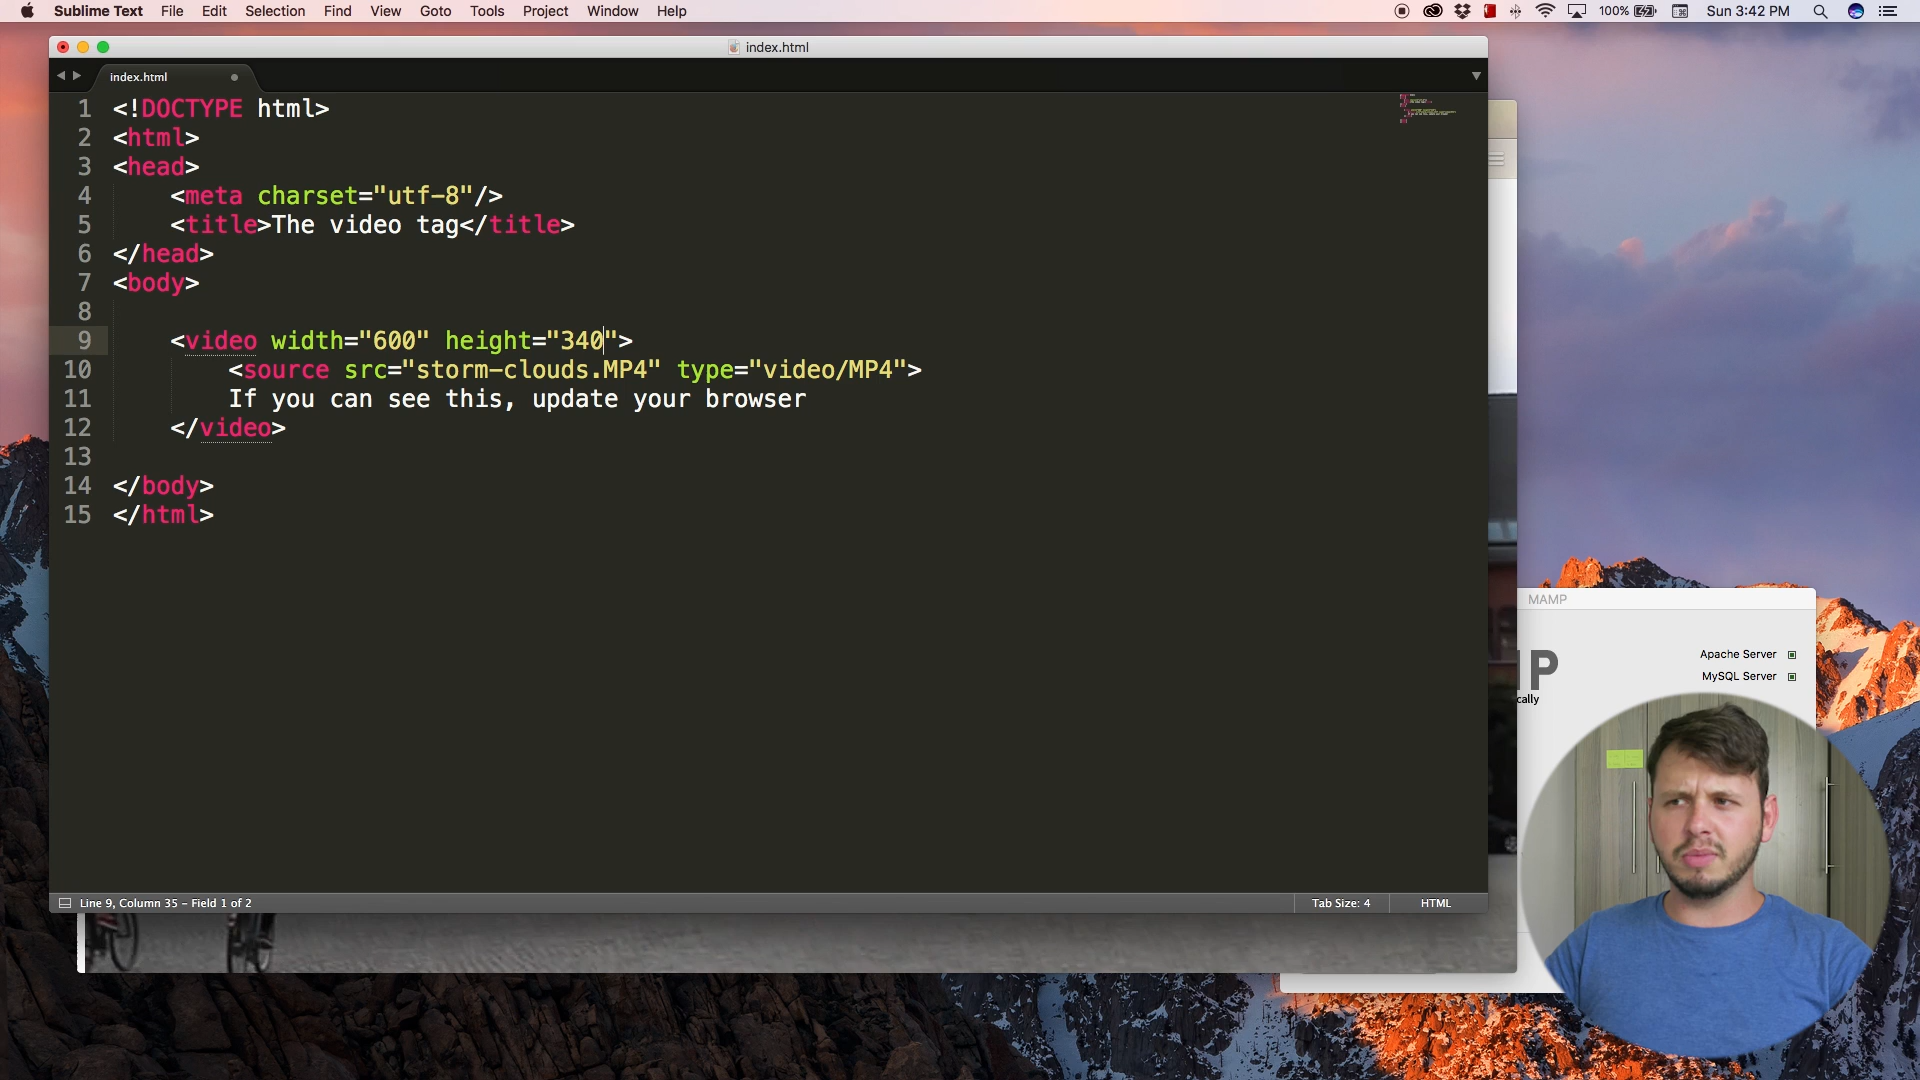 Sublime Text File Edit Selection Find View Goto Tools Project Window Help 100% Sun 3:42 PM
index.html
index.html
1 <!DOCTYPE html>
2 <html>
3 <head>
4 <meta charset="utf-8"/>
5 <title>The video tag</title>
6 </head>
7 <body>
8
9 <video width="600" height="340">
10 <source src="storm-clouds.MP4" type="video/MP4">
11 If you can see this, update your browser
12 </video>
13
14 </body>
15 </html>
Line 9, Column 35 – Field 1 of 2 Tab Size: 4 HTML
MAMP
Apache Server
MySQL Server
P
cally